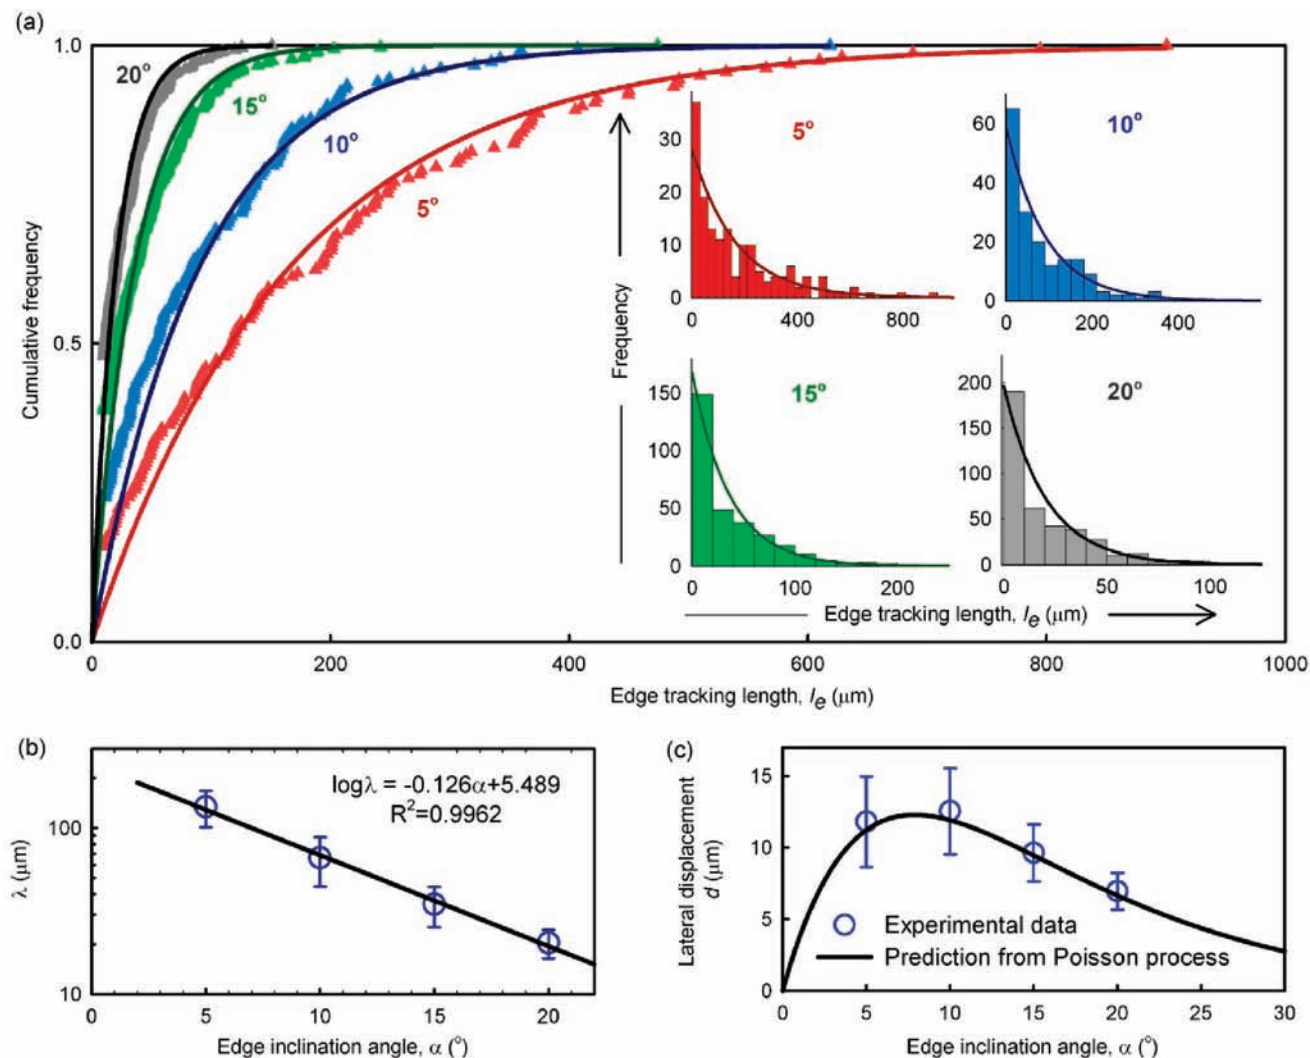 (a)
1.0
0.5
0.0
Cumulative frequency
20°
15°
10°
5°
0 200 400 600 800 1000
Edge tracking length, lₑ (μm)
Frequency
5°
30
20
10
0
0 400 800
10°
60
40
20
0
0 200 400
15°
150
100
50
0
0 100 200
20°
200
150
100
50
0
0 50 100
Edge tracking length, lₑ (μm)
(b)
logλ = -0.126α+5.489
R²=0.9962
100
10
λ (μm)
0 5 10 15 20
Edge inclination angle, α (°)
(c)
15
10
5
0
Lateral displacement
d (μm)
Experimental data
Prediction from Poisson process
0 5 10 15 20 25 30
Edge inclination angle, α (°)